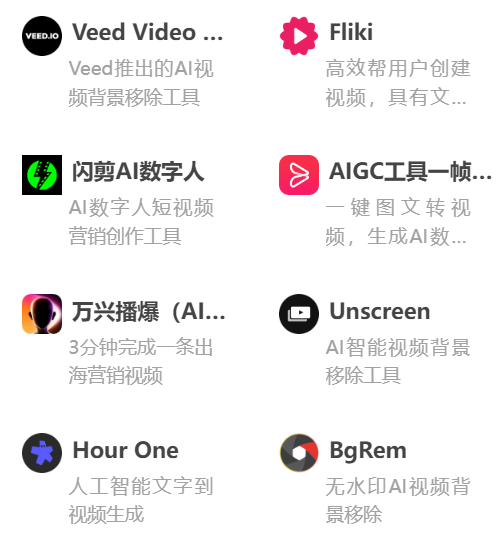 VEED.IO
Veed Video ...
Veed推出的AI视
频背景移除工具
Fliki
高效帮用户创建
视频，具有文...
闪剪AI数字人
AI数字人短视频
营销创作工具
AIGC工具一帧...
一键图文转视
频，生成AI数...
万兴播爆（AI...
3分钟完成一条出
海营销视频
Unscreen
AI智能视频背景
移除工具
Hour One
人工智能文字到
视频生成
BgRem
无水印AI视频背
景移除